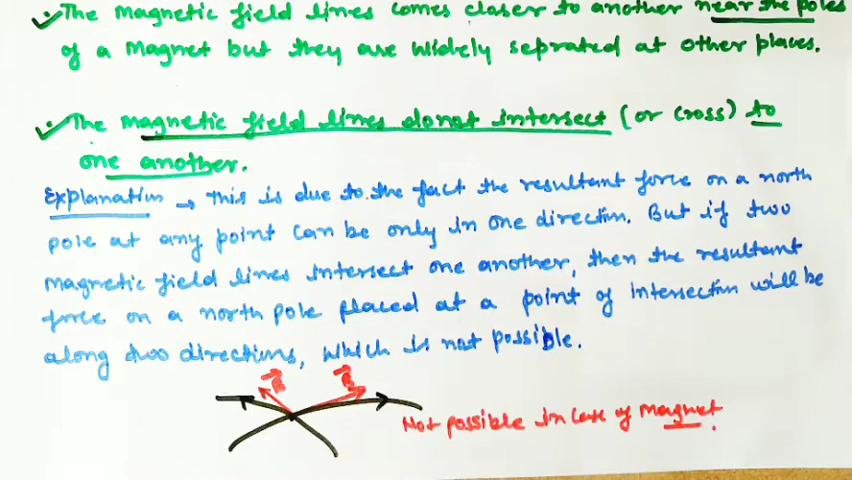 The magnetic field lines comes closer to another near the poles
of a magnet but they are widely seprated at other places.
The magnetic field lines donot intersect (or cross) to
one another.
Explanation → This is due to the fact the resultant force on a north
pole at any point can be only in one direction. But if two
magnetic field lines intersect one another, then the resultant
force on a north pole placed at a point of intersection will be
along two directions, which is not possible.
Not possible in case of magnet.